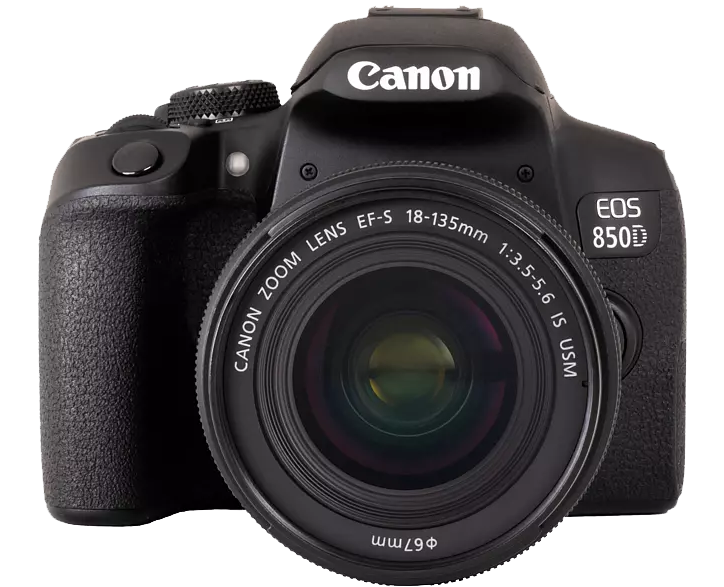 Canon
EOS
850D
CANON ZOOM LENS EF-S 18-135mm 1:3.5-5.6 IS USM
Φ67mm